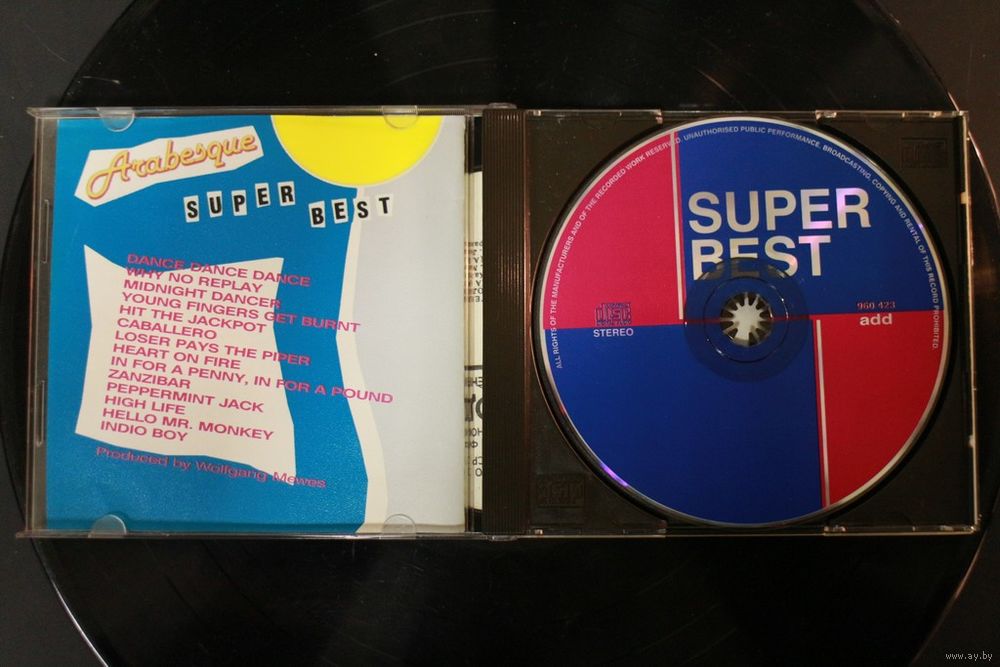 Arabesque
SUPER BEST
DANCE DANCE DANCE
WHY NO REPLAY
MIDNIGHT DANCER
YOUNG FINGERS GET BURNT
HIT THE JACKPOT
CABALLERO
LOSER PAYS THE PIPER
HEART ON FIRE
IN FOR A PENNY, IN FOR A POUND
ZANZIBAR
PEPPERMINT JACK
HIGH LIFE
HELLO MR. MONKEY
INDIO BOY
Produced by Wolfgang Mewes
ALL RIGHTS OF THE MANUFACTURERS AND OF THE RECORDED WORK RESERVED. UNAUTHORISED PUBLIC PERFORMANCE, BROADCASTING, COPYING AND RENTAL OF THIS RECORD PROHIBITED.
SUPER
BEST
disc
STEREO
960 423
add
www.ay.by